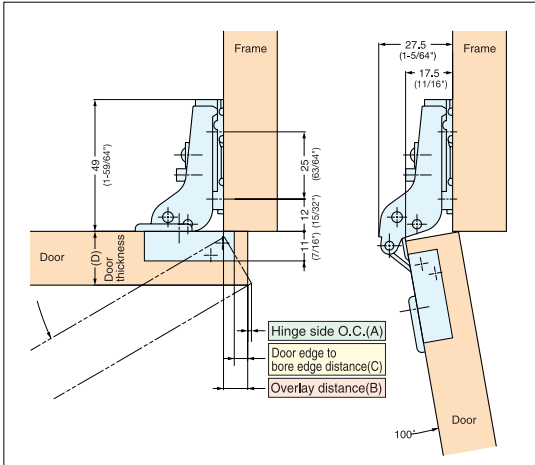 Frame
27.5
(1-5/64")
Frame
17.5
(11/16")
49
(1-59/64")
25
(63/64")
12
(15/32")
11
(7/16")
Door
(D)
Door
thickness
Hinge side O.C.(A)
Door edge to
bore edge distance(C)
Overlay distance(B)
Door
100°